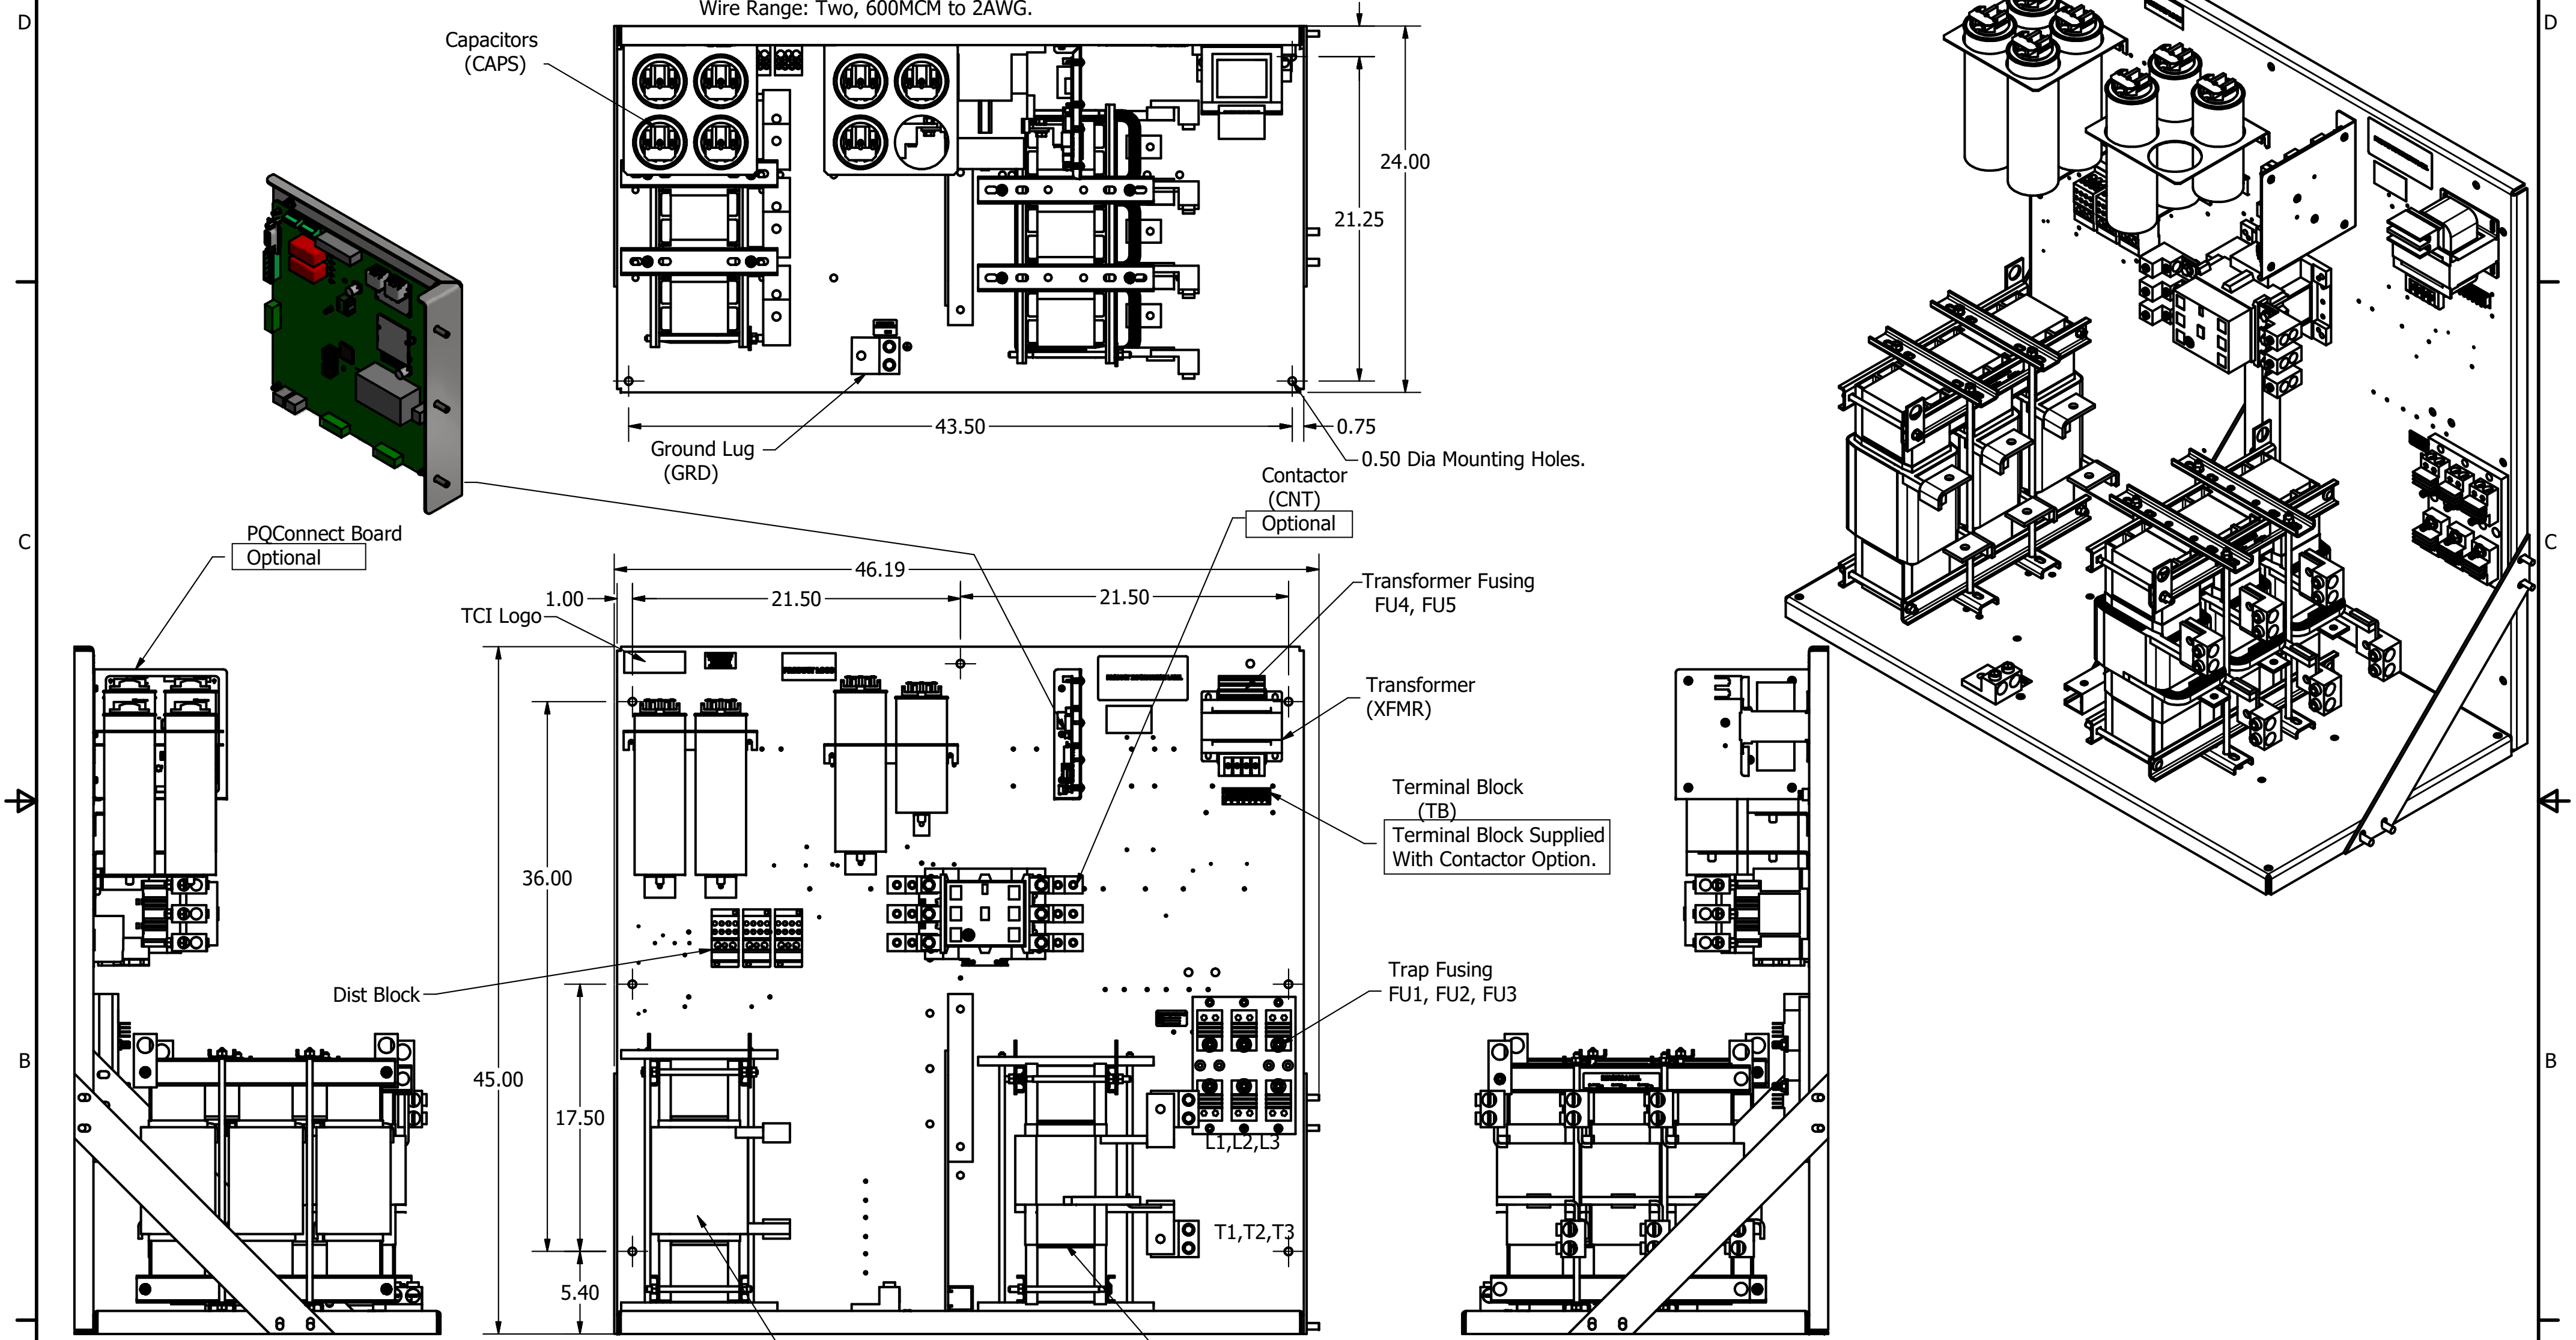 Wire Range: Two, 600MCM to 2AWG.
D
D
Capacitors
(CAPS)
24.00
21.25
43.50
0.75
Ground Lug
(GRD)
0.50 Dia Mounting Holes.
Contactor
(CNT)
Optional
PQConnect Board
Optional
C
C
46.19
1.00
21.50
21.50
TCI Logo
Transformer Fusing
FU4, FU5
Transformer
(XFMR)
Terminal Block
(TB)
Terminal Block Supplied
With Contactor Option.
36.00
Dist Block
Trap Fusing
FU1, FU2, FU3
B
B
45.00
17.50
L1,L2,L3
T1,T2,T3
5.40